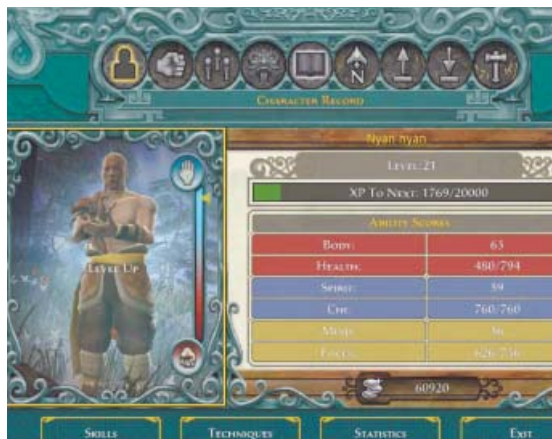 Character Record
Nyan nyan
Level: 21
XP To Next: 1769/20000
Ability Scores
Body: 63
Health: 480/794
Spirit: 59
Chi: 760/760
Level Up
60920
Skills
Techniques
Statistics
Exit